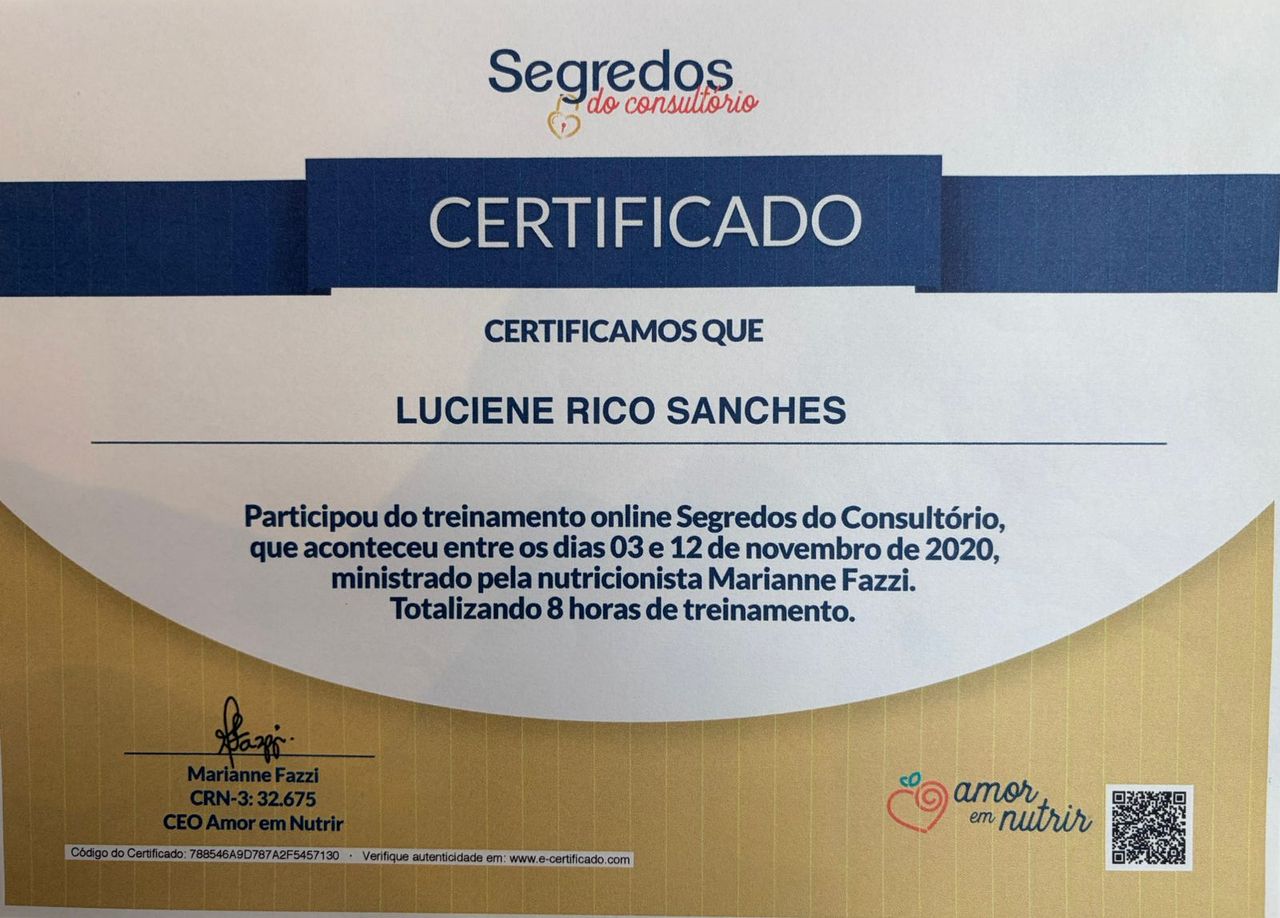 Segredos
do consultório
CERTIFICADO
CERTIFICAMOS QUE
LUCIENE RICO SANCHES
Participou do treinamento online Segredos do Consultório,
que aconteceu entre os dias 03 e 12 de novembro de 2020,
ministrado pela nutricionista Marianne Fazzi.
Totalizando 8 horas de treinamento.
Fazzi
Marianne Fazzi
CRN-3: 32.675
CEO Amor em Nutrir
amor
em nutrir
Código do Certificado: 788546A9D787A2F5457130 · Verifique autenticidade em: www.e-certificado.com